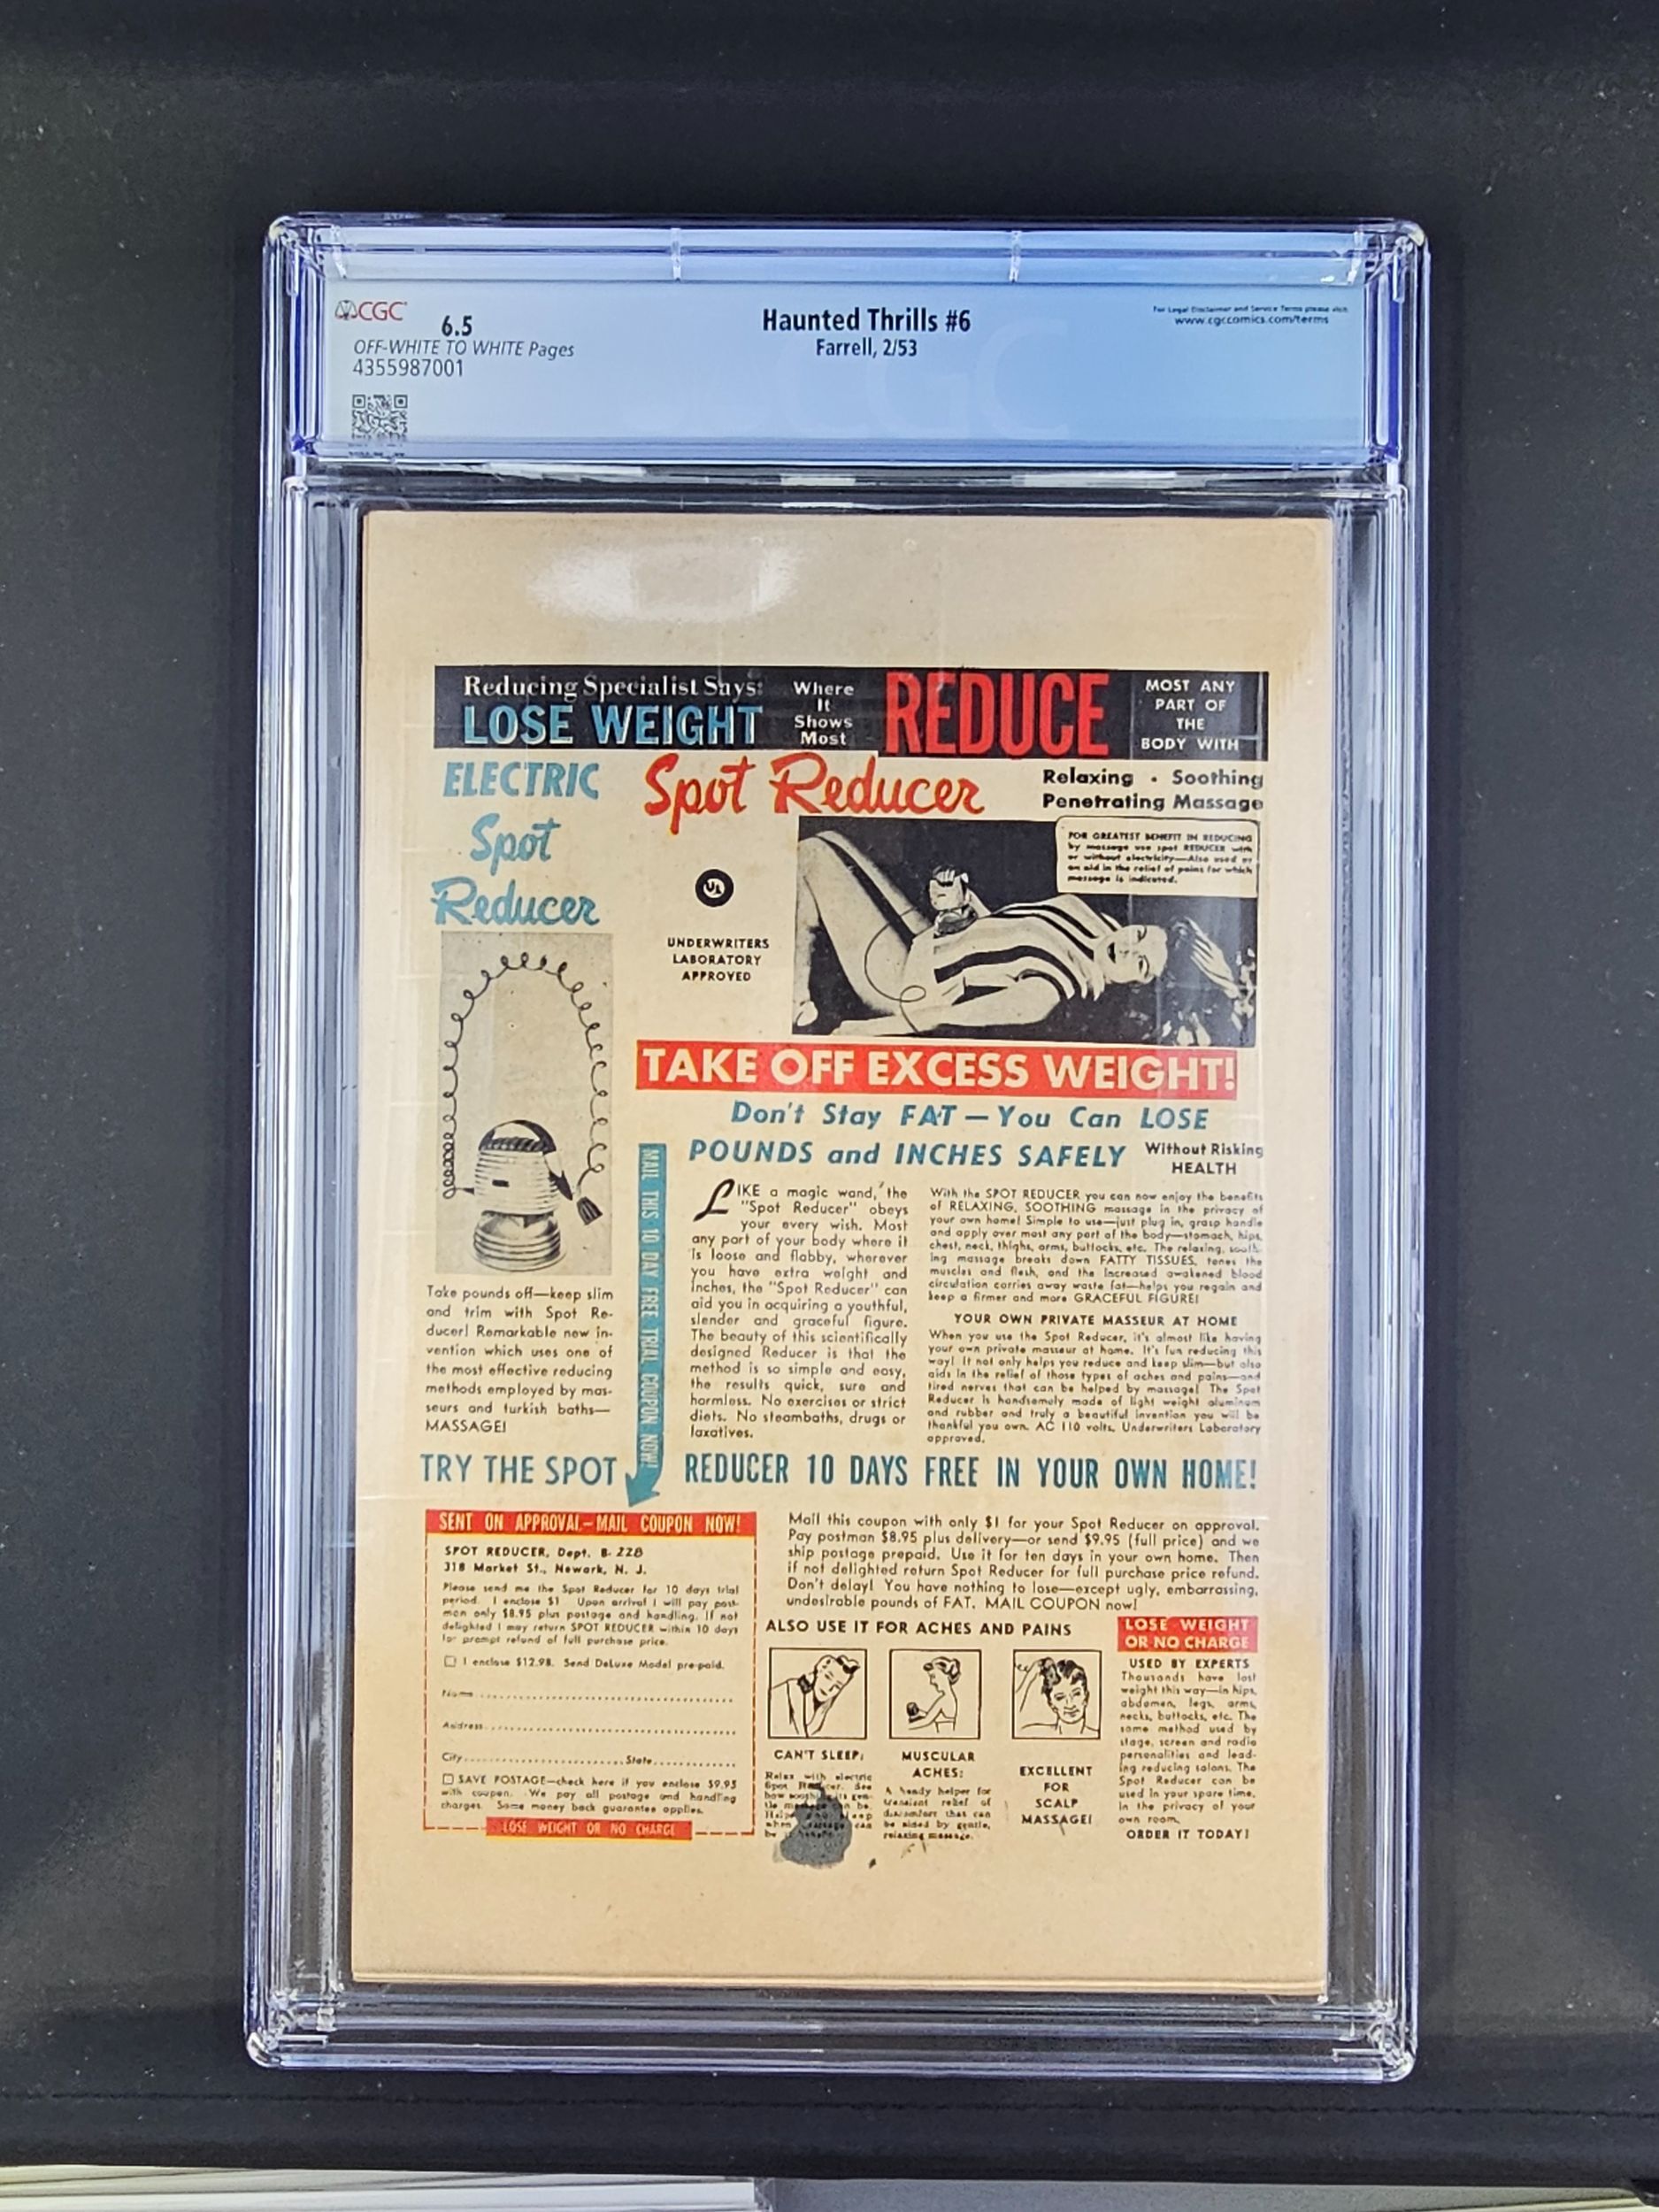 CGC
6.5
OFF-WHITE TO WHITE Pages
4355987001
Haunted Thrills #6
Farrell, 2/53
For Legal Disclaimer and Service Terms please visit
www.cgccomics.com/terms
Reducing Specialist Says:
LOSE WEIGHT
Where
It
Shows
Most
REDUCE
MOST ANY
PART OF
THE
BODY WITH
ELECTRIC
Spot
Reducer
Spot Reducer
Relaxing • Soothing
Penetrating Massage
FOR GREATEST BENEFIT IN REDUCING
by massage use spot REDUCER with
or without electricity—Also used as
an aid in the relief of pains for which
massage is indicated.
UL
UNDERWRITERS
LABORATORY
APPROVED
TAKE OFF EXCESS WEIGHT!
Don't Stay FAT — You Can LOSE
POUNDS and INCHES SAFELY
Without Risking
HEALTH
MAIL THIS 10 DAY FREE TRIAL COUPON NOW!
Take pounds off—keep slim
and trim with Spot Re-
ducer! Remarkable new in-
vention which uses one of
the most effective reducing
methods employed by mas-
seurs and turkish baths—
MASSAGE!
LIKE a magic wand, the
"Spot Reducer" obeys
your every wish. Most
any part of your body where it
is loose and flabby, wherever
you have extra weight and
inches, the "Spot Reducer" can
aid you in acquiring a youthful,
slender and graceful figure.
The beauty of this scientifically
designed Reducer is that the
method is so simple and easy,
the results quick, sure and
harmless. No exercises or strict
diets. No steambaths, drugs or
laxatives.
With the SPOT REDUCER you can now enjoy the benefits
of RELAXING, SOOTHING massage in the privacy of
your own home! Simple to use—just plug in, grasp handle
and apply over most any part of the body—stomach, hips,
chest, neck, thighs, arms, buttocks, etc. The relaxing, sooth-
ing massage breaks down FATTY TISSUES, tones the
muscles and flesh, and the increased awakened blood
circulation carries away waste fat—helps you regain and
keep a firmer and more GRACEFUL FIGURE!
YOUR OWN PRIVATE MASSEUR AT HOME
When you use the Spot Reducer, it's almost like having
your own private masseur at home. It's fun reducing this
way! It not only helps you reduce and keep slim—but also
aids in the relief of those types of aches and pains—and
tired nerves that can be helped by massage! The Spot
Reducer is handsomely made of light weight aluminum
and rubber and truly a beautiful invention you will be
thankful you own. AC 110 volts. Underwriters Laboratory
approved.
TRY THE SPOT REDUCER 10 DAYS FREE IN YOUR OWN HOME!
SENT ON APPROVAL—MAIL COUPON NOW!
SPOT REDUCER, Dept. B-228
318 Market St., Newark, N. J.
Please send me the Spot Reducer for 10 days trial
period. I enclose $1 Upon arrival I will pay post-
man only $8.95 plus postage and handling. If not
delighted I may return SPOT REDUCER within 10 days
for prompt refund of full purchase price.
I enclose $12.98. Send DeLuxe Model pre-paid.
Name
Address
City State
SAVE POSTAGE—check here if you enclose $9.95
with coupon. We pay all postage and handling
charges. Same money back guarantee applies.
LOSE WEIGHT OR NO CHARGE
Mail this coupon with only $1 for your Spot Reducer on approval.
Pay postman $8.95 plus delivery—or send $9.95 (full price) and we
ship postage prepaid. Use it for ten days in your own home. Then
if not delighted return Spot Reducer for full purchase price refund.
Don't delay! You have nothing to lose—except ugly, embarrassing,
undesirable pounds of FAT. MAIL COUPON now!
ALSO USE IT FOR ACHES AND PAINS
CAN'T SLEEP:
Relax with electric
Spot Reducer. See
how soothing its gen-
tle massage can be.
Helps you sleep
when massage can
be
MUSCULAR
ACHES:
A handy helper for
transient relief of
discomfort that can
be aided by gentle,
relaxing massage.
EXCELLENT
FOR
SCALP
MASSAGE!
LOSE WEIGHT
OR NO CHARGE
USED BY EXPERTS
Thousands have lost
weight this way—in hips,
abdomen, legs, arms,
necks, buttocks, etc. The
same method used by
stage, screen and radio
personalities and lead-
ing reducing salons. The
Spot Reducer can be
used in your spare time,
in the privacy of your
own room.
ORDER IT TODAY!